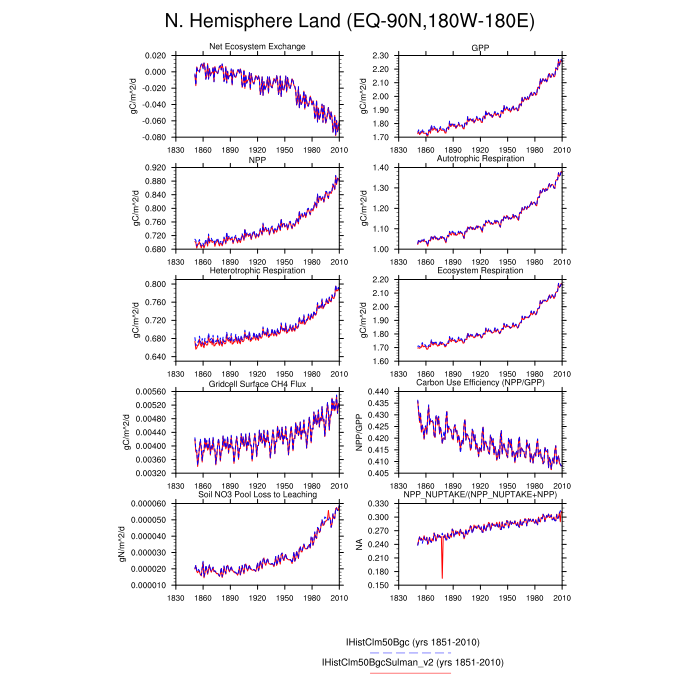 N. Hemisphere Land (EQ-90N,180W-180E)
Net Ecosystem Exchange
gC/m^2/d
0.020
0.000
-0.020
-0.040
-0.060
-0.080
1830 1860 1890 1920 1950 1980 2010
GPP
gC/m^2/d
2.30
2.20
2.10
2.00
1.90
1.80
1.70
1830 1860 1890 1920 1950 1980 2010
NPP
gC/m^2/d
0.920
0.880
0.840
0.800
0.760
0.720
0.680
1830 1860 1890 1920 1950 1980 2010
Autotrophic Respiration
gC/m^2/d
1.40
1.30
1.20
1.10
1.00
1830 1860 1890 1920 1950 1980 2010
Heterotrophic Respiration
gC/m^2/d
0.800
0.760
0.720
0.680
0.640
1830 1860 1890 1920 1950 1980 2010
Ecosystem Respiration
gC/m^2/d
2.20
2.10
2.00
1.90
1.80
1.70
1.60
1830 1860 1890 1920 1950 1980 2010
Gridcell Surface CH4 Flux
gC/m^2/d
0.00560
0.00520
0.00480
0.00440
0.00400
0.00360
0.00320
1830 1860 1890 1920 1950 1980 2010
Carbon Use Efficiency (NPP/GPP)
NPP/GPP
0.440
0.435
0.430
0.425
0.420
0.415
0.410
0.405
1830 1860 1890 1920 1950 1980 2010
Soil NO3 Pool Loss to Leaching
gN/m^2/d
0.000060
0.000050
0.000040
0.000030
0.000020
0.000010
1830 1860 1890 1920 1950 1980 2010
NPP_NUPTAKE/(NPP_NUPTAKE+NPP)
NA
0.330
0.300
0.270
0.240
0.210
0.180
0.150
1830 1860 1890 1920 1950 1980 2010
IHistClm50Bgc (yrs 1851-2010)
IHistClm50BgcSulman_v2 (yrs 1851-2010)